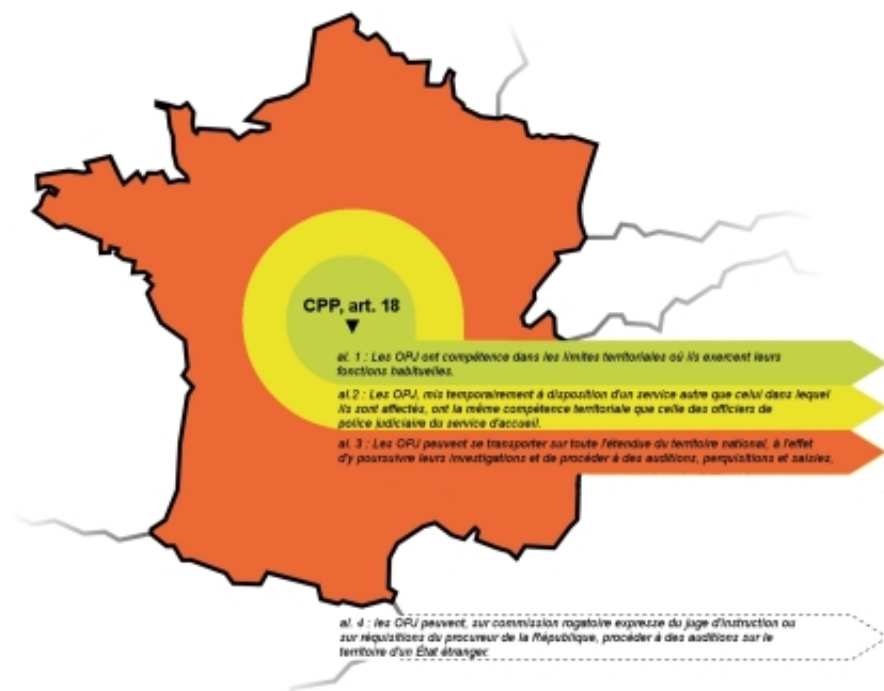 CPP, art. 18
al. 1 : Les OPJ ont compétence dans les limites territoriales où ils exercent leurs
fonctions habituelles.
al.2 : Les OPJ, mis temporairement à disposition d'un service autre que celui dans lequel
ils sont affectés, ont la même compétence territoriale que celle des officiers de
police judiciaire du service d'accueil.
al. 3 : Les OPJ peuvent se transporter sur toute l'étendue du territoire national, à l'effet
d'y poursuivre leurs investigations et de procéder à des auditions, perquisitions et saisies,
al. 4 : les OPJ peuvent, sur commission rogatoire expresse du juge d'instruction ou
sur réquisitions du procureur de la République, procéder à des auditions sur le
territoire d'un État étranger.